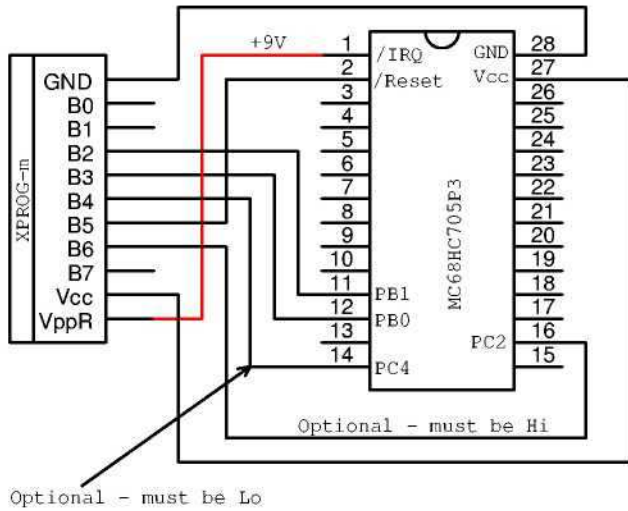 +9V
XPROG-m
GND
B0
B1
B2
B3
B4
B5
B6
B7
Vcc
VppR
1
2
3
4
5
6
7
8
9
10
11
12
13
14
/IRQ
/Reset
PB1
PB0
PC4
MC68HC705P3
GND
Vcc
PC2
28
27
26
25
24
23
22
21
20
19
18
17
16
15
Optional - must be Hi
Optional - must be Lo